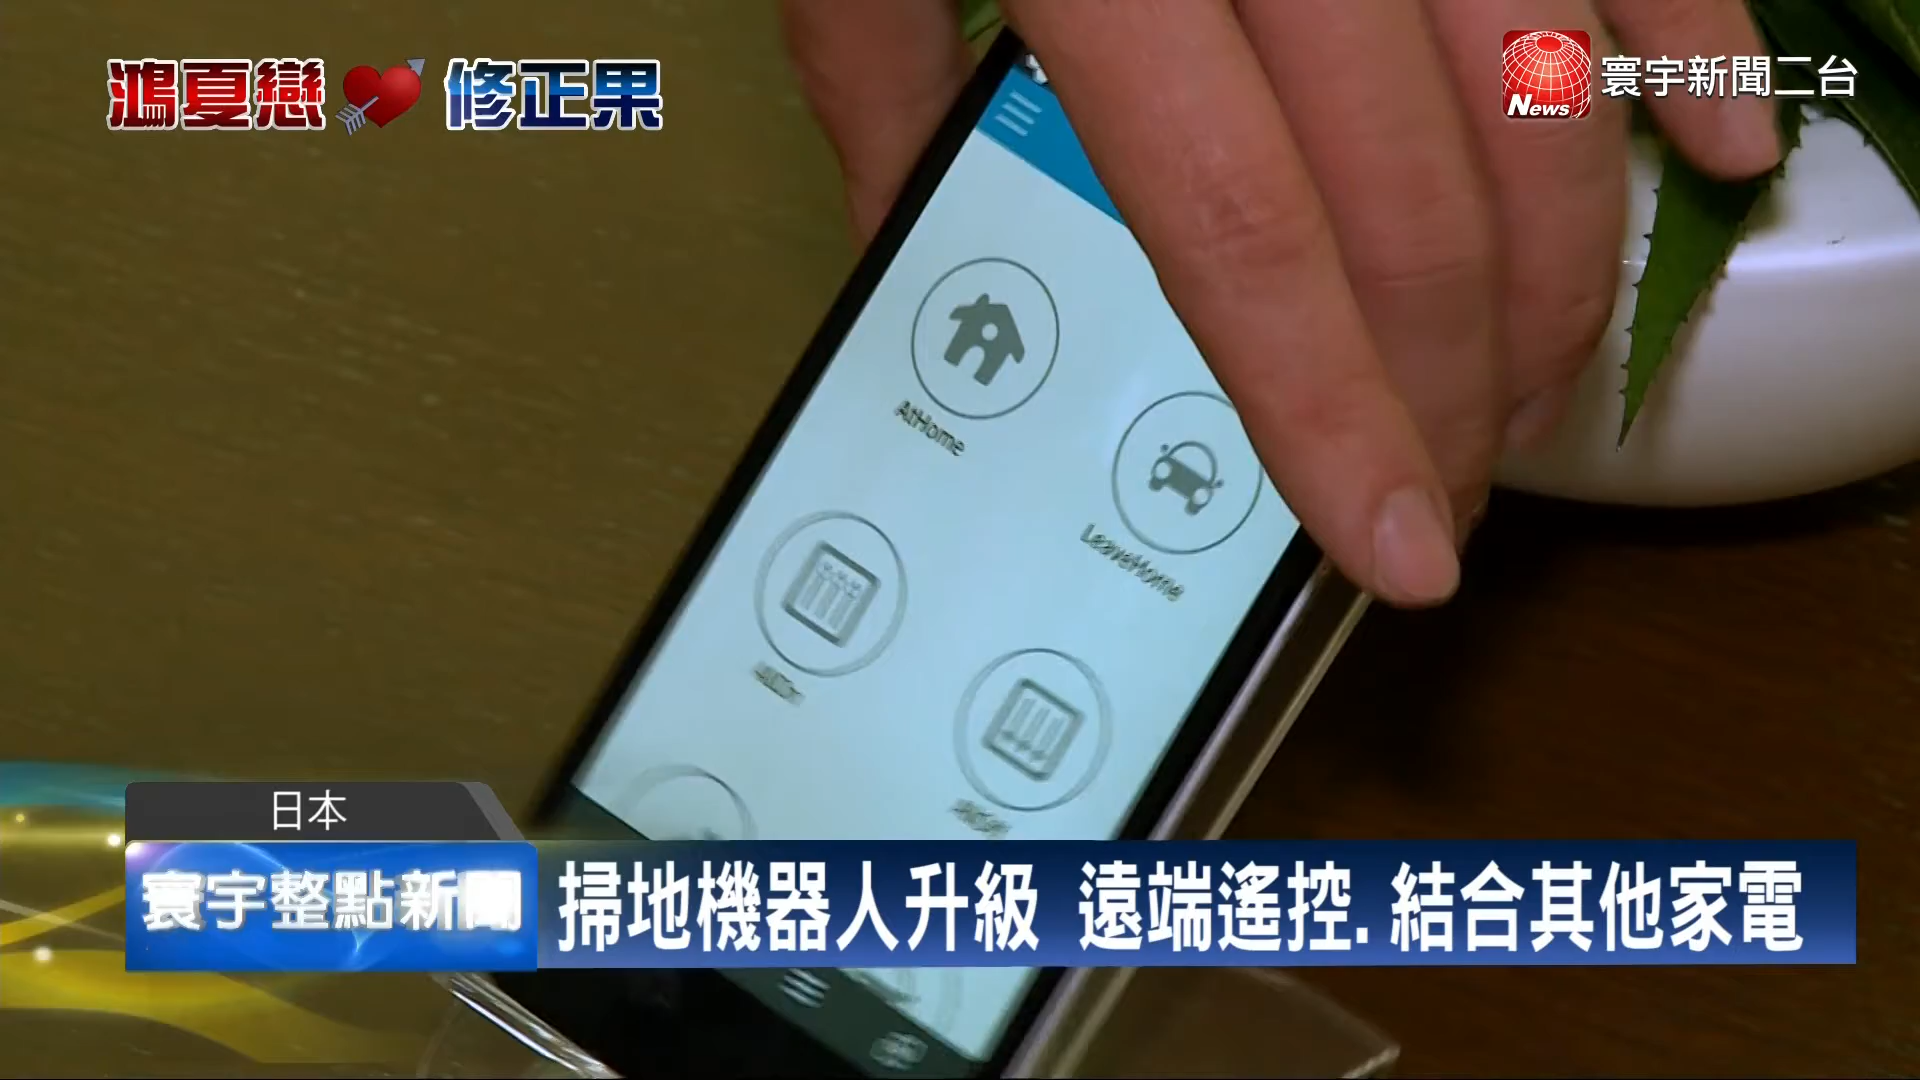 鴻夏戀 修正果
News 寰宇新聞二台
AtHome
LeaveHome
日本
寰宇整點新聞
掃地機器人升級 遠端遙控.結合其他家電